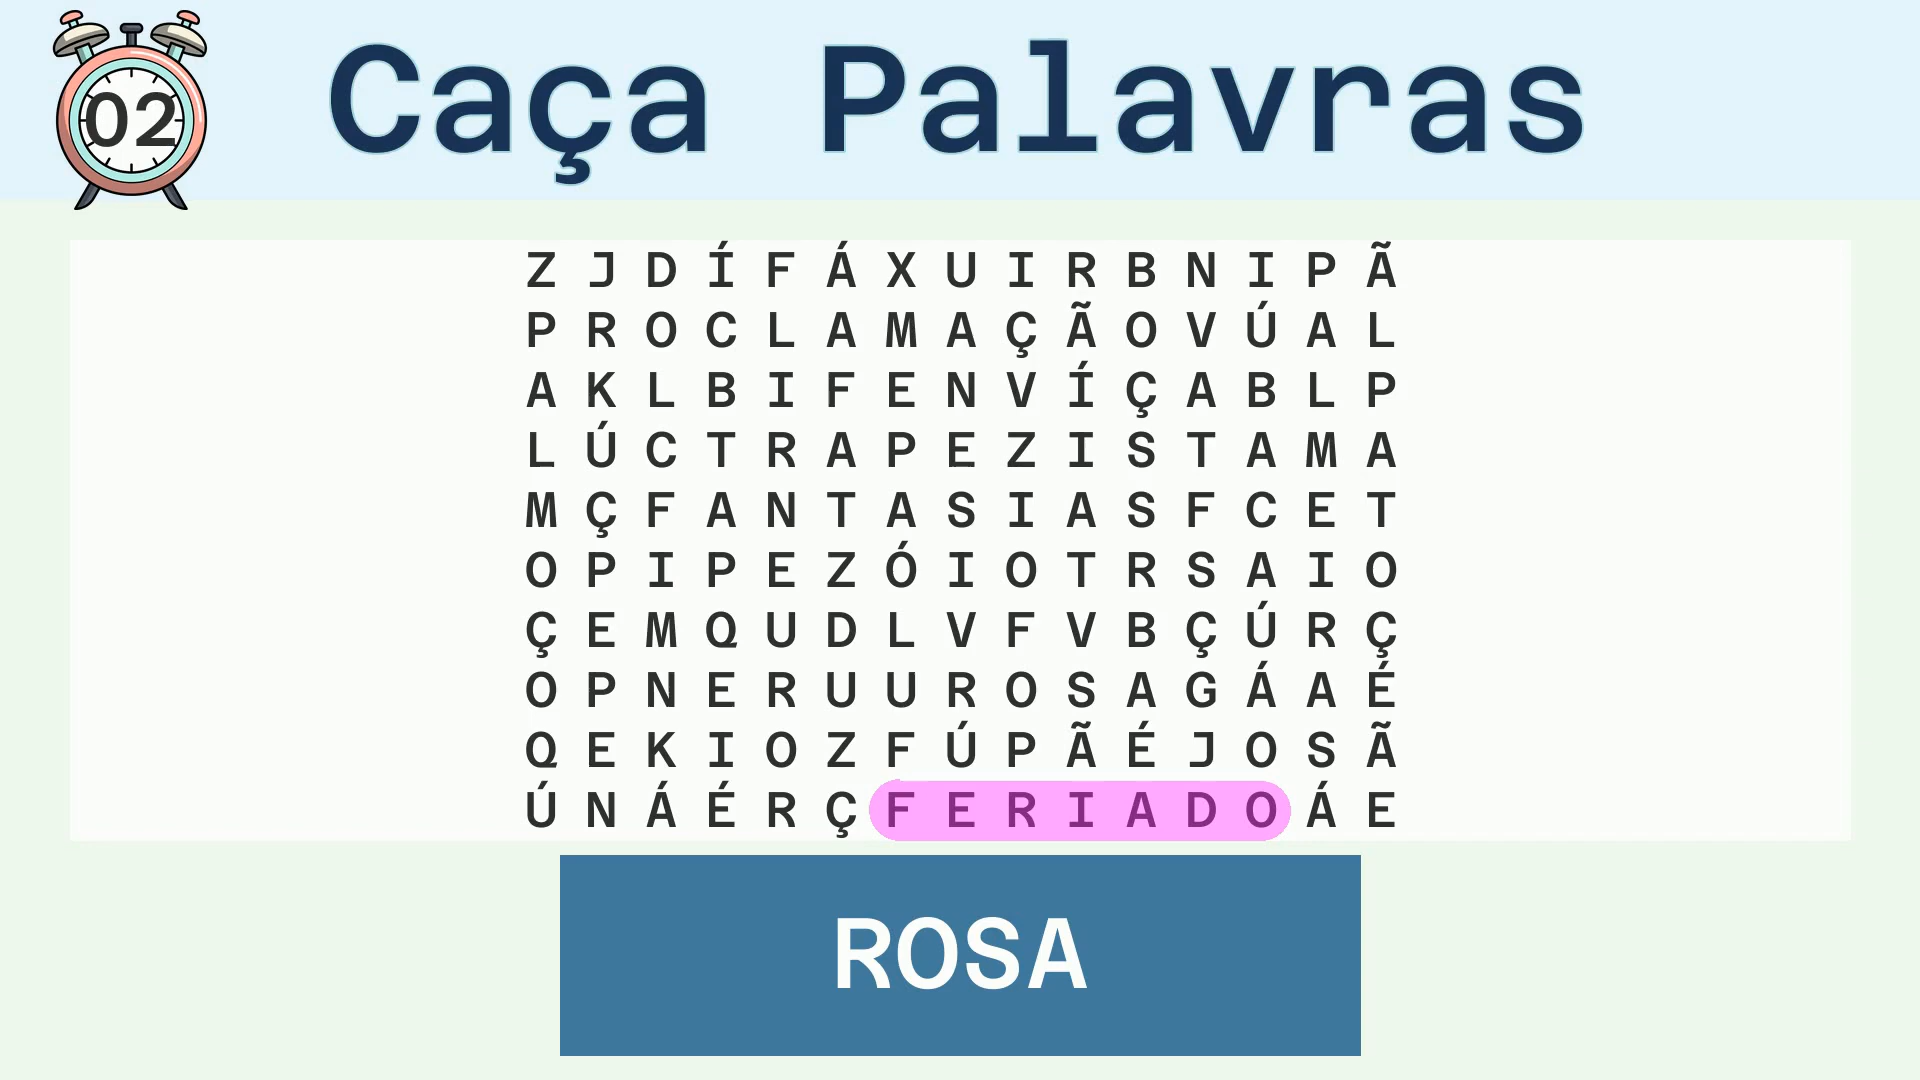 02
Caça Palavras
Z J D Í F Á X U I R B N I P Ã
P R O C L A M A Ç Ã O V Ú A L
A K L B I F E N V Í Ç A B L P
L Ú C T R A P E Z I S T A M A
M Ç F A N T A S I A S F C E T
O P I P E Z Ó I O T R S A I O
Ç E M Q U D L V F V B Ç Ú R Ç
O P N E R U U R O S A G Á A É
Q E K I O Z F Ú P Ã É J O S Ã
Ú N Á É R Ç F E R I A D O Á E
ROSA